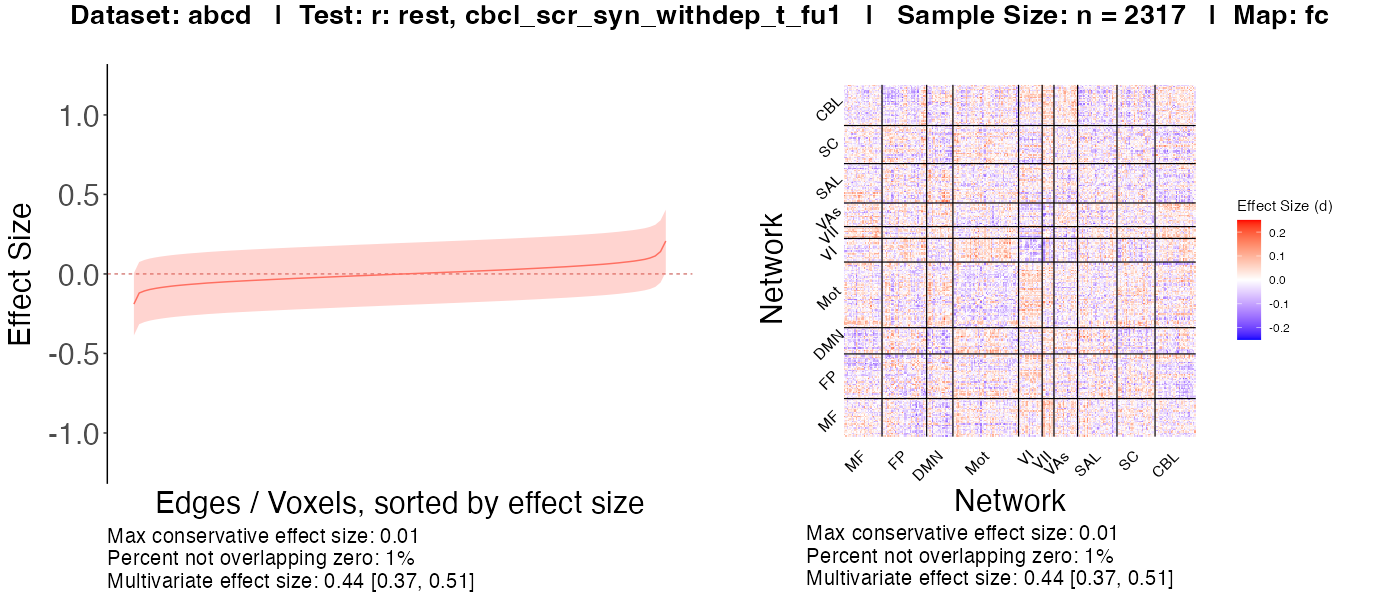 Dataset: abcd | Test: r: rest, cbcl_scr_syn_withdep_t_fu1 | Sample Size: n = 2317 | Map: fc
Effect Size
1.0
0.5
0.0
-0.5
-1.0
Edges / Voxels, sorted by effect size
Max conservative effect size: 0.01
Percent not overlapping zero: 1%
Multivariate effect size: 0.44 [0.37, 0.51]
Network
CBL
SC
SAL
VAs
VII
VI
Mot
DMN
FP
MF
MF
FP
DMN
Mot
VI
VII
VAs
SAL
SC
CBL
Network
Max conservative effect size: 0.01
Percent not overlapping zero: 1%
Multivariate effect size: 0.44 [0.37, 0.51]
Effect Size (d)
0.2
0.1
0.0
-0.1
-0.2